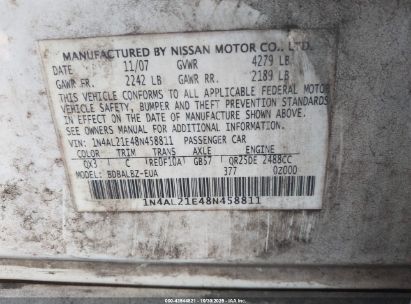 MANUFACTURED BY NISSAN MOTOR CO., LTD.
DATE 11/07 GVWR 4279 LB
GAWR FR. 2242 LB GAWR RR. 2189 LB
THIS VEHICLE CONFORMS TO ALL APPLICABLE FEDERAL MOTOR
VEHICLE SAFETY, BUMPER AND THEFT PREVENTION STANDARDS
IN EFFECT ON THE DATE OF MANUFACTURE SHOWN ABOVE.
SEE OWNERS MANUAL FOR ADDITIONAL INFORMATION.
VIN: 1N4AL21E48N458811 PASSENGER CAR
COLOR TRIM TRANS AXLE ENGINE
QX3 C RE0F10A GB57 QR25DE 2488CC
MODEL: BDBALBZ-EUA 377 02000
1N4AL21E48N458811